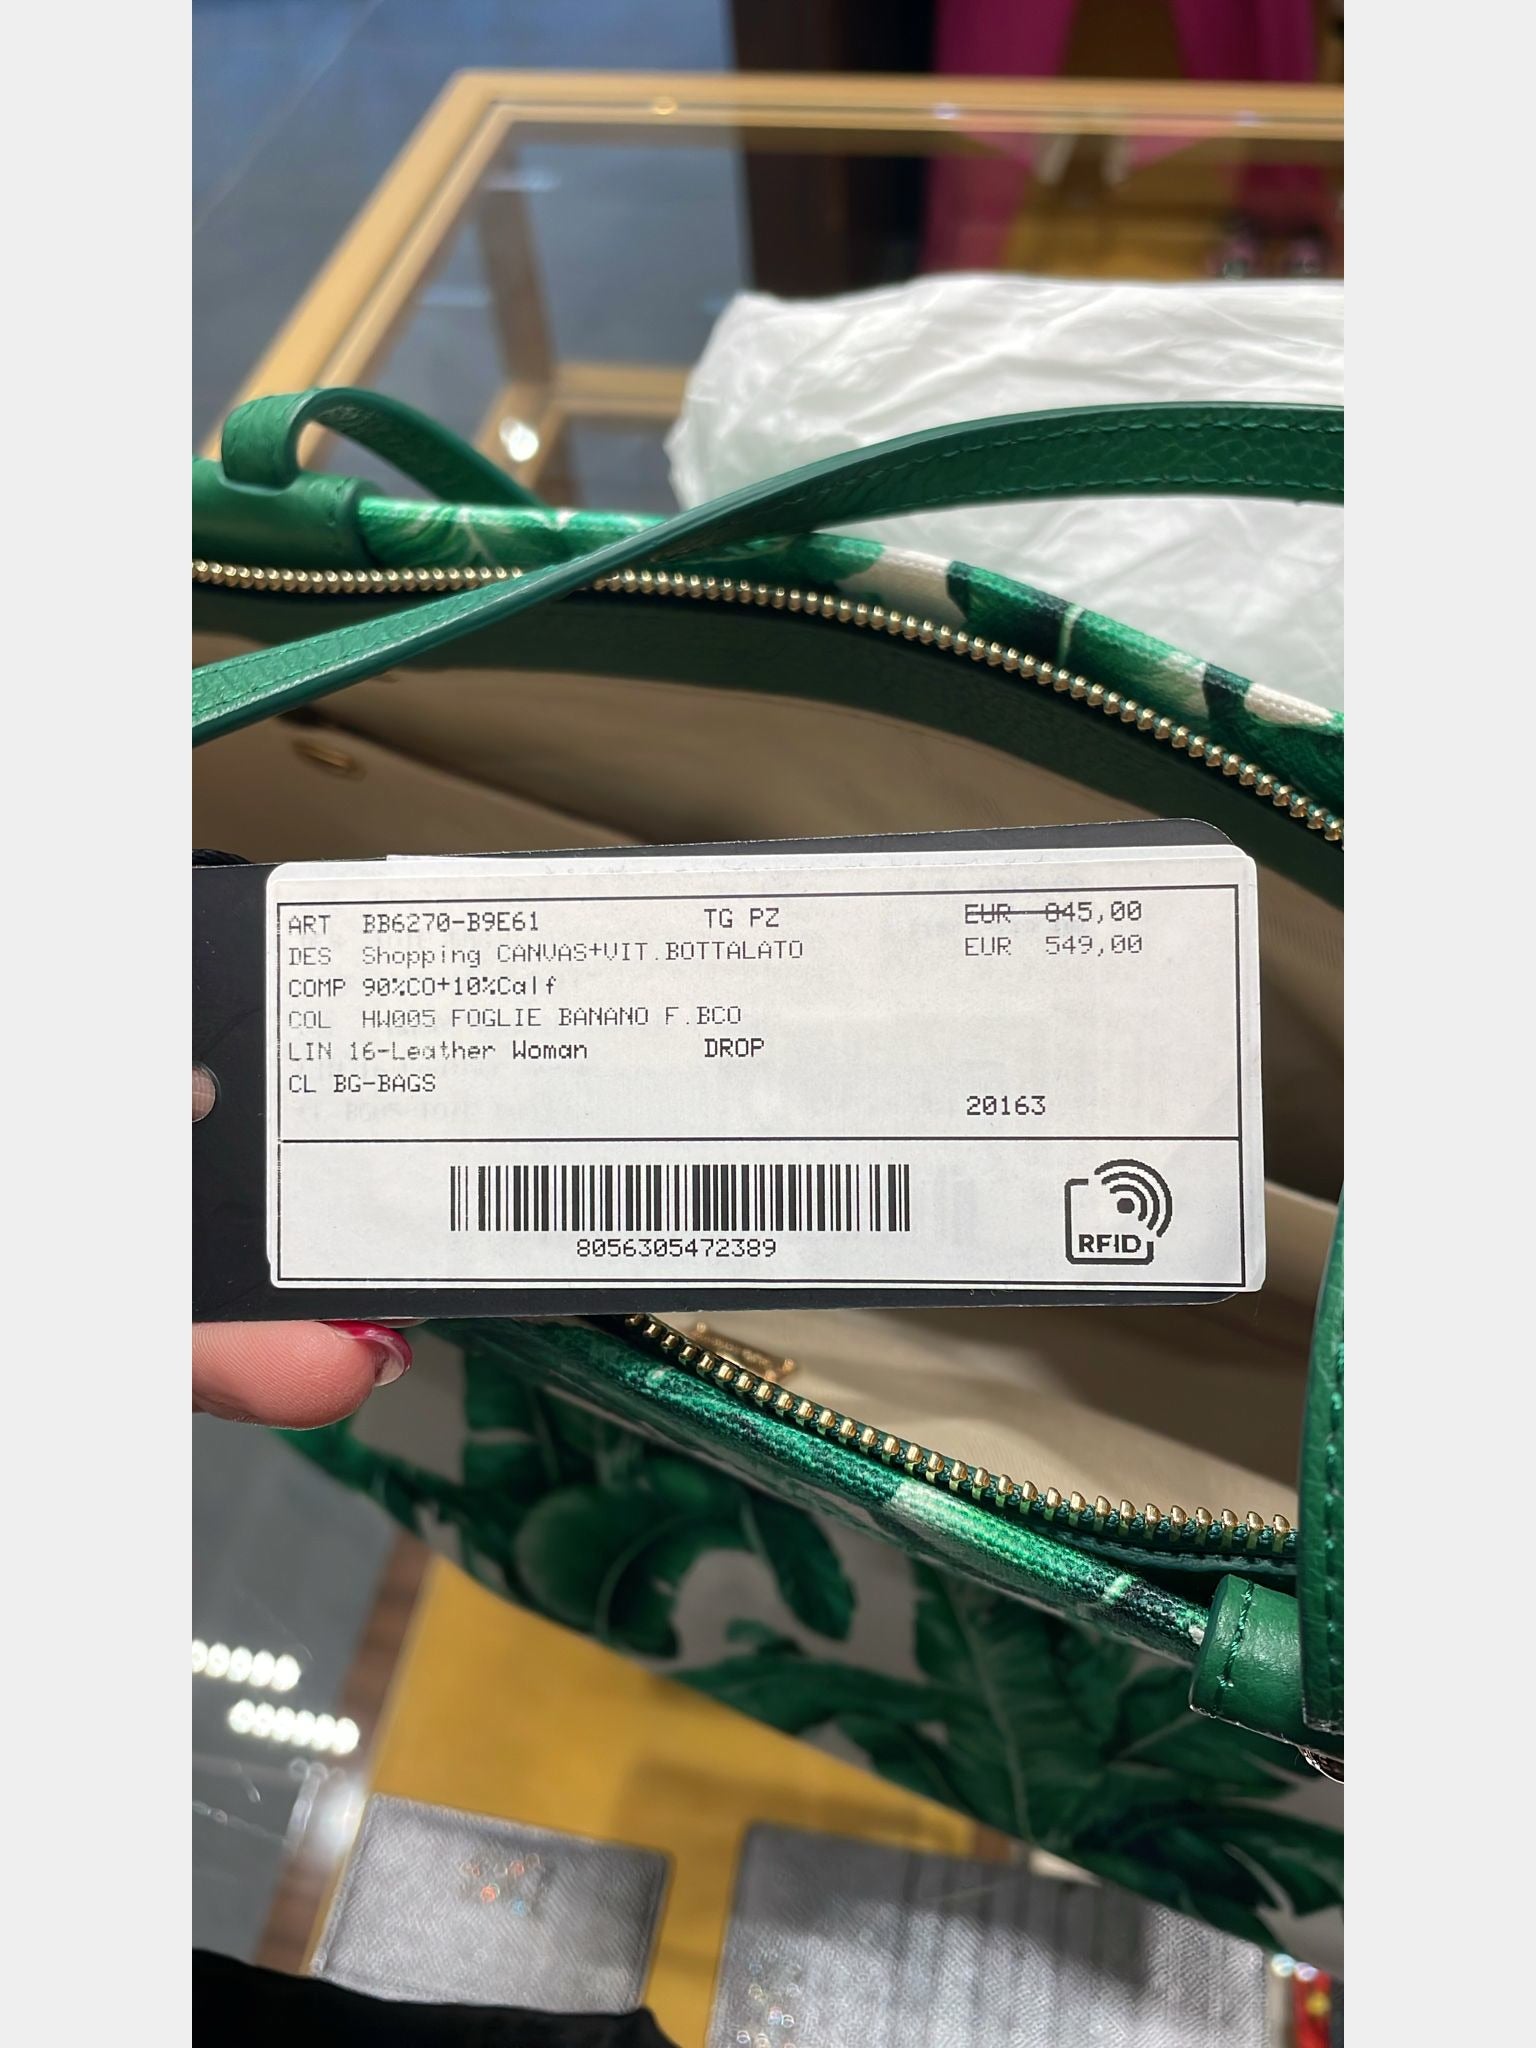 ART BB6270-B9E61 TG PZ EUR 845,00
DES Shopping CANVAS+VIT.BOTTALATO EUR 549,00
COMP 90%CO+10%Calf
COL HW005 FOGLIE BANANO F.BCO
LIN 16-Leather Woman DROP
CL BG-BAGS
20163
8056305472389
RFID